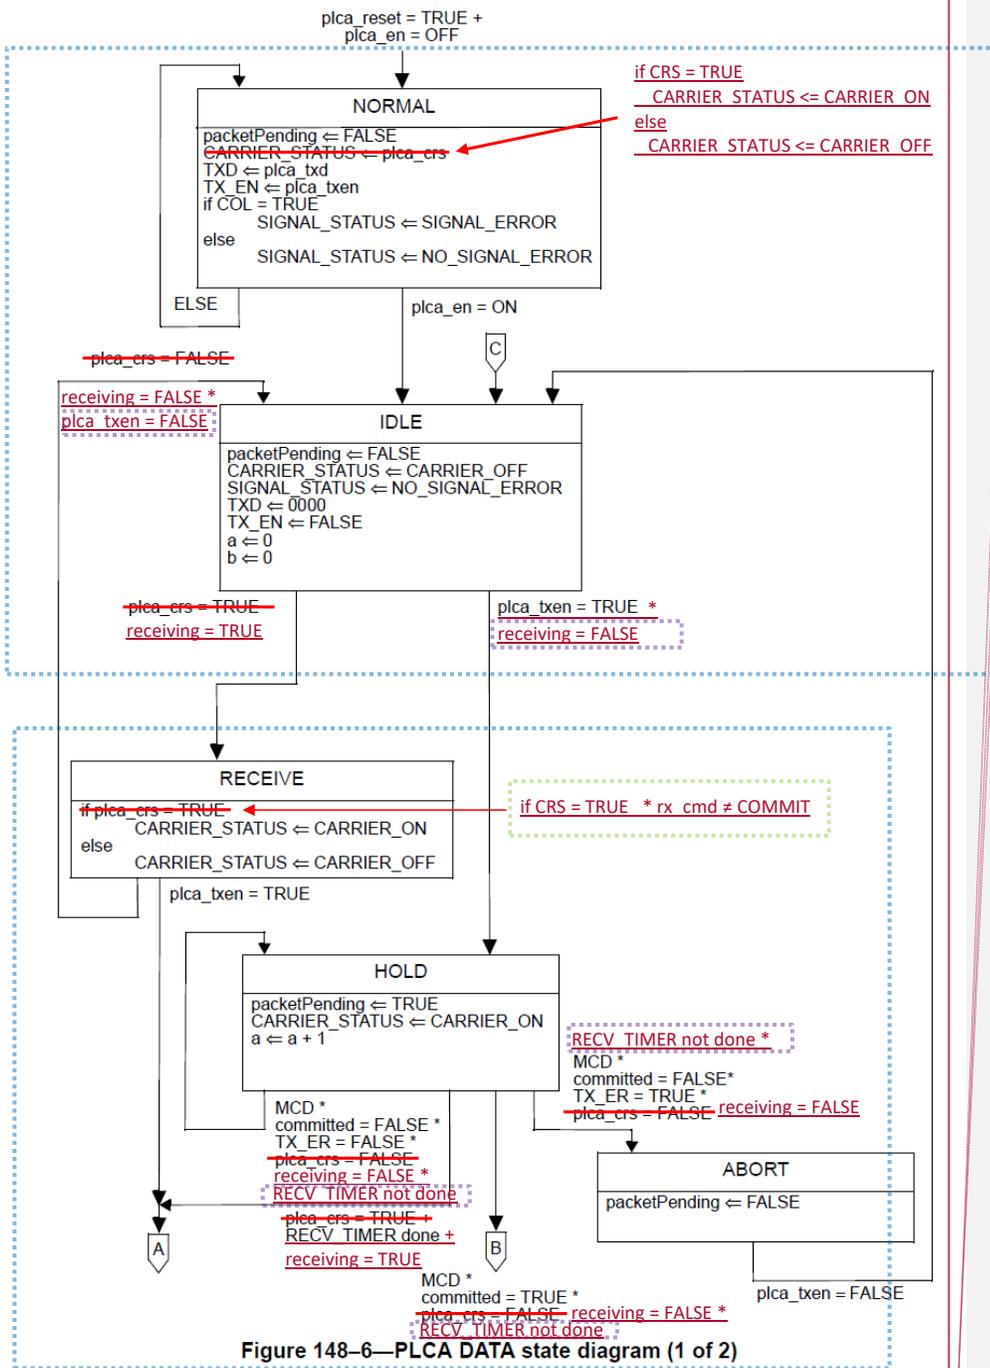 plca_reset = TRUE +
plca_en = OFF
NORMAL
packetPending ⇐ FALSE
CARRIER_STATUS ⇐ plca_crs
TXD ⇐ plca_txd
TX_EN ⇐ plca_txen
if COL = TRUE
SIGNAL_STATUS ⇐ SIGNAL_ERROR
else
SIGNAL_STATUS ⇐ NO_SIGNAL_ERROR
if CRS = TRUE
CARRIER_STATUS <= CARRIER_ON
else
CARRIER_STATUS <= CARRIER_OFF
ELSE
plca_en = ON
C
plca_crs = FALSE
receiving = FALSE *
plca_txen = FALSE
IDLE
packetPending ⇐ FALSE
CARRIER_STATUS ⇐ CARRIER_OFF
SIGNAL_STATUS ⇐ NO_SIGNAL_ERROR
TXD ⇐ 0000
TX_EN ⇐ FALSE
a ⇐ 0
b ⇐ 0
plca_crs = TRUE
receiving = TRUE
plca_txen = TRUE *
receiving = FALSE
RECEIVE
if plca_crs = TRUE
CARRIER_STATUS ⇐ CARRIER_ON
else
CARRIER_STATUS ⇐ CARRIER_OFF
if CRS = TRUE * rx_cmd ≠ COMMIT
plca_txen = TRUE
HOLD
packetPending ⇐ TRUE
CARRIER_STATUS ⇐ CARRIER_ON
a ⇐ a + 1
RECV_TIMER not done *
MCD *
committed = FALSE*
TX_ER = TRUE *
plca_crs = FALSE receiving = FALSE
MCD *
committed = FALSE *
TX_ER = FALSE *
plca_crs = FALSE
receiving = FALSE *
RECV_TIMER not done
plca_crs = TRUE +
RECV_TIMER done +
receiving = TRUE
ABORT
packetPending ⇐ FALSE
A
B
MCD *
committed = TRUE *
plca_crs = FALSE receiving = FALSE *
RECV_TIMER not done
plca_txen = FALSE
Figure 148–6—PLCA DATA state diagram (1 of 2)